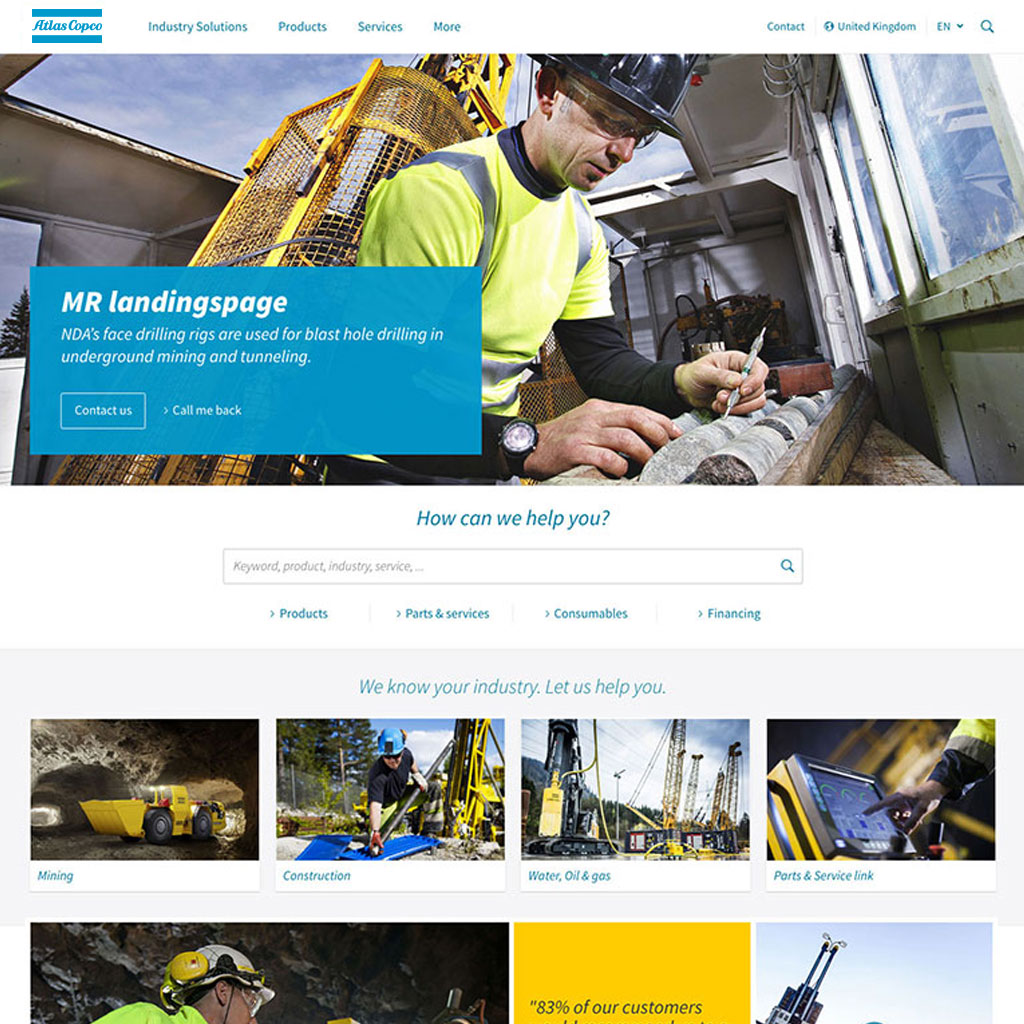 Atlas Copco
Industry Solutions
Products
Services
More
Contact
United Kingdom
EN
MR landingspage
NDA's face drilling rigs are used for blast hole drilling in
underground mining and tunneling.
Contact us
Call me back
How can we help you?
Keyword, product, industry, service, ...
Products
Parts & services
Consumables
Financing
We know your industry. Let us help you.
Mining
Construction
Water, Oil & gas
Parts & Service link
"83% of our customers